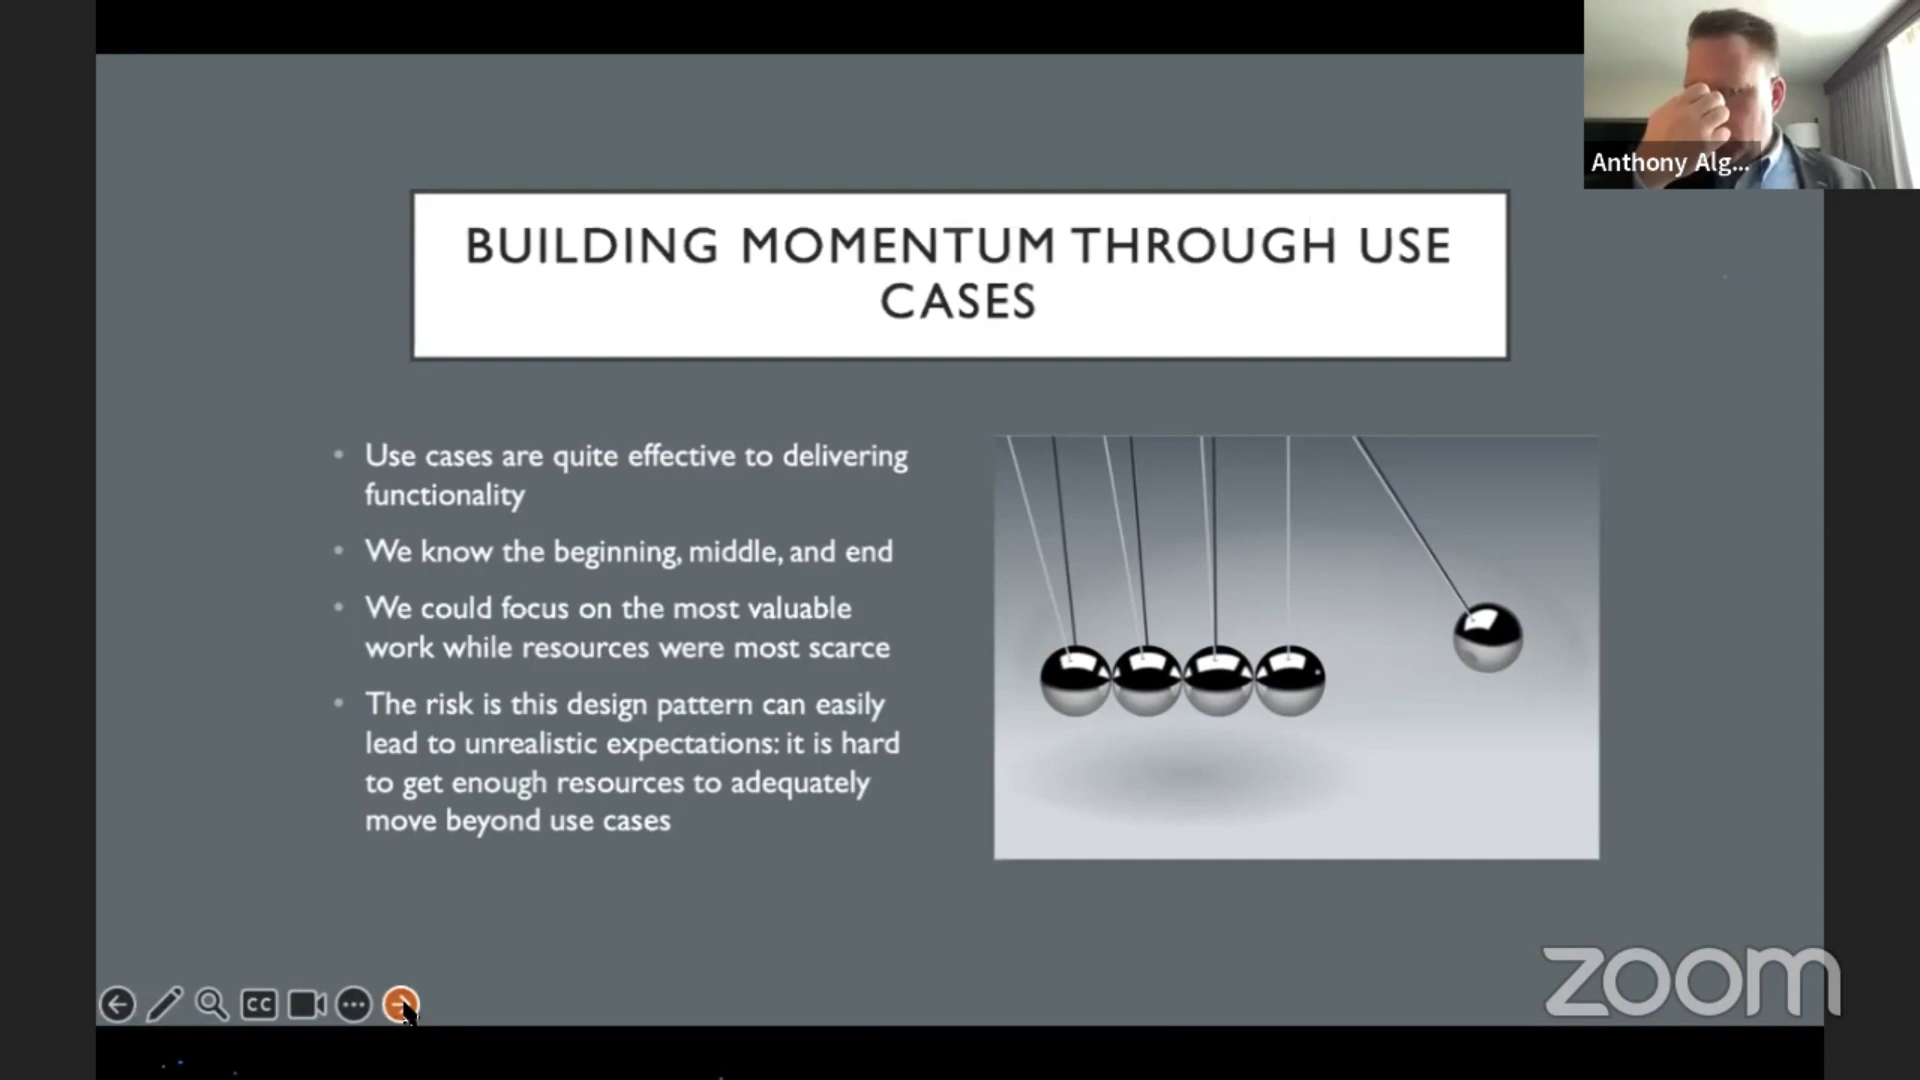 Anthony Alg...
BUILDING MOMENTUM THROUGH USE
CASES
Use cases are quite effective to delivering
functionality
We know the beginning, middle, and end
We could focus on the most valuable
work while resources were most scarce
The risk is this design pattern can easily
lead to unrealistic expectations: it is hard
to get enough resources to adequately
move beyond use cases
CC
zoom